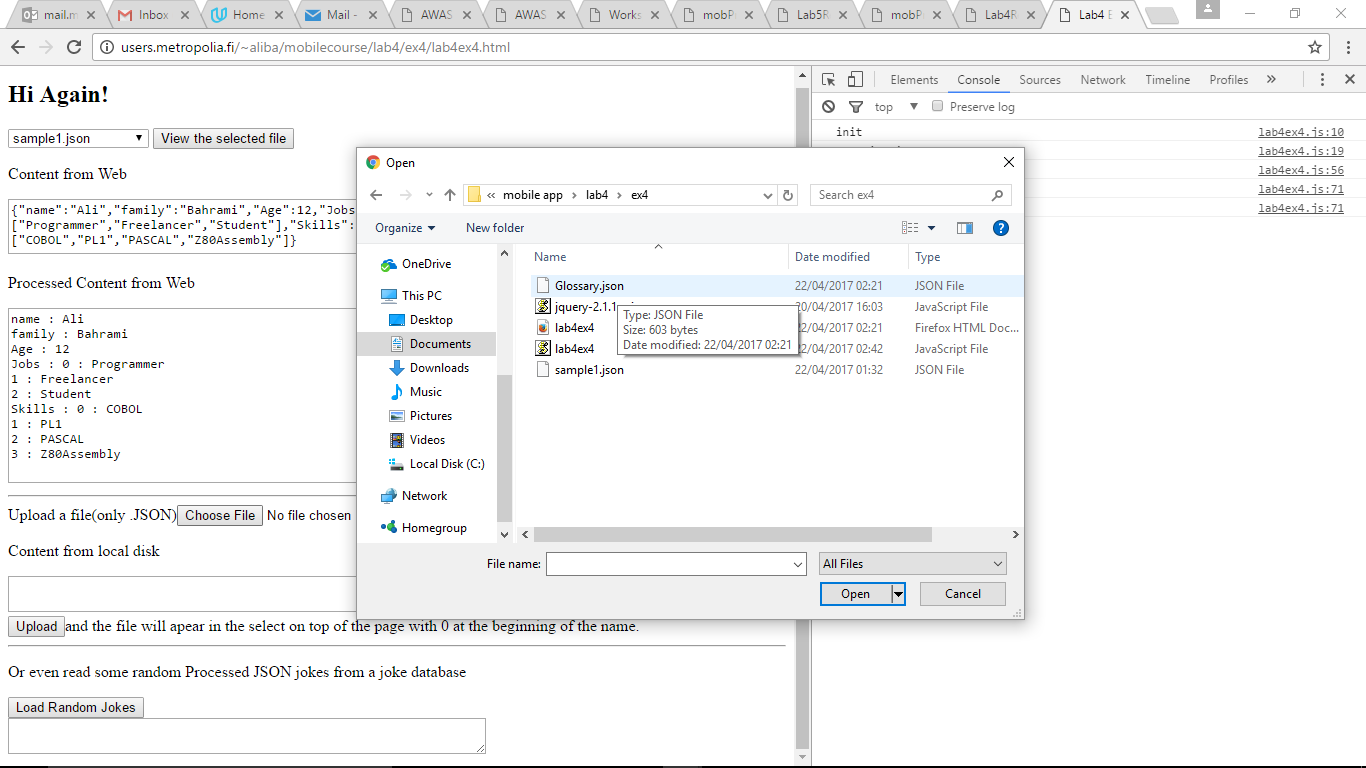 mail.m
Inbox
Home
Mail -
AWAS
AWAS
Works
mobP
Lab5R
mobP
Lab4R
Lab4 E
users.metropolia.fi/~aliba/mobilecourse/lab4/ex4/lab4ex4.html
Hi Again!
sample1.json
View the selected file
Content from Web
{"name":"Ali","family":"Bahrami","Age":12,"Jobs
["Programmer","Freelancer","Student"],"Skills":
["COBOL","PL1","PASCAL","Z80Assembly"]}
Processed Content from Web
name : Ali
family : Bahrami
Age : 12
Jobs : 0 : Programmer
1 : Freelancer
2 : Student
Skills : 0 : COBOL
1 : PL1
2 : PASCAL
3 : Z80Assembly
Upload a file(only .JSON) Choose File No file chosen
Content from local disk
Upload and the file will apear in the select on top of the page with 0 at the beginning of the name.
Or even read some random Processed JSON jokes from a joke database
Load Random Jokes
Open
« mobile app > lab4 > ex4
Search ex4
Organize
New folder
OneDrive
This PC
Desktop
Documents
Downloads
Music
Pictures
Videos
Local Disk (C:)
Network
Homegroup
Name Date modified Type
Glossary.json 22/04/2017 02:21 JSON File
jquery-2.1.1 20/04/2017 16:03 JavaScript File
lab4ex4 22/04/2017 02:21 Firefox HTML Doc...
lab4ex4 22/04/2017 02:42 JavaScript File
sample1.json 22/04/2017 01:32 JSON File
Type: JSON File
Size: 603 bytes
Date modified: 22/04/2017 02:21
File name:
All Files
Open
Cancel
Elements Console Sources Network Timeline Profiles »
top
Preserve log
init lab4ex4.js:10
lab4ex4.js:19
lab4ex4.js:56
lab4ex4.js:71
lab4ex4.js:71